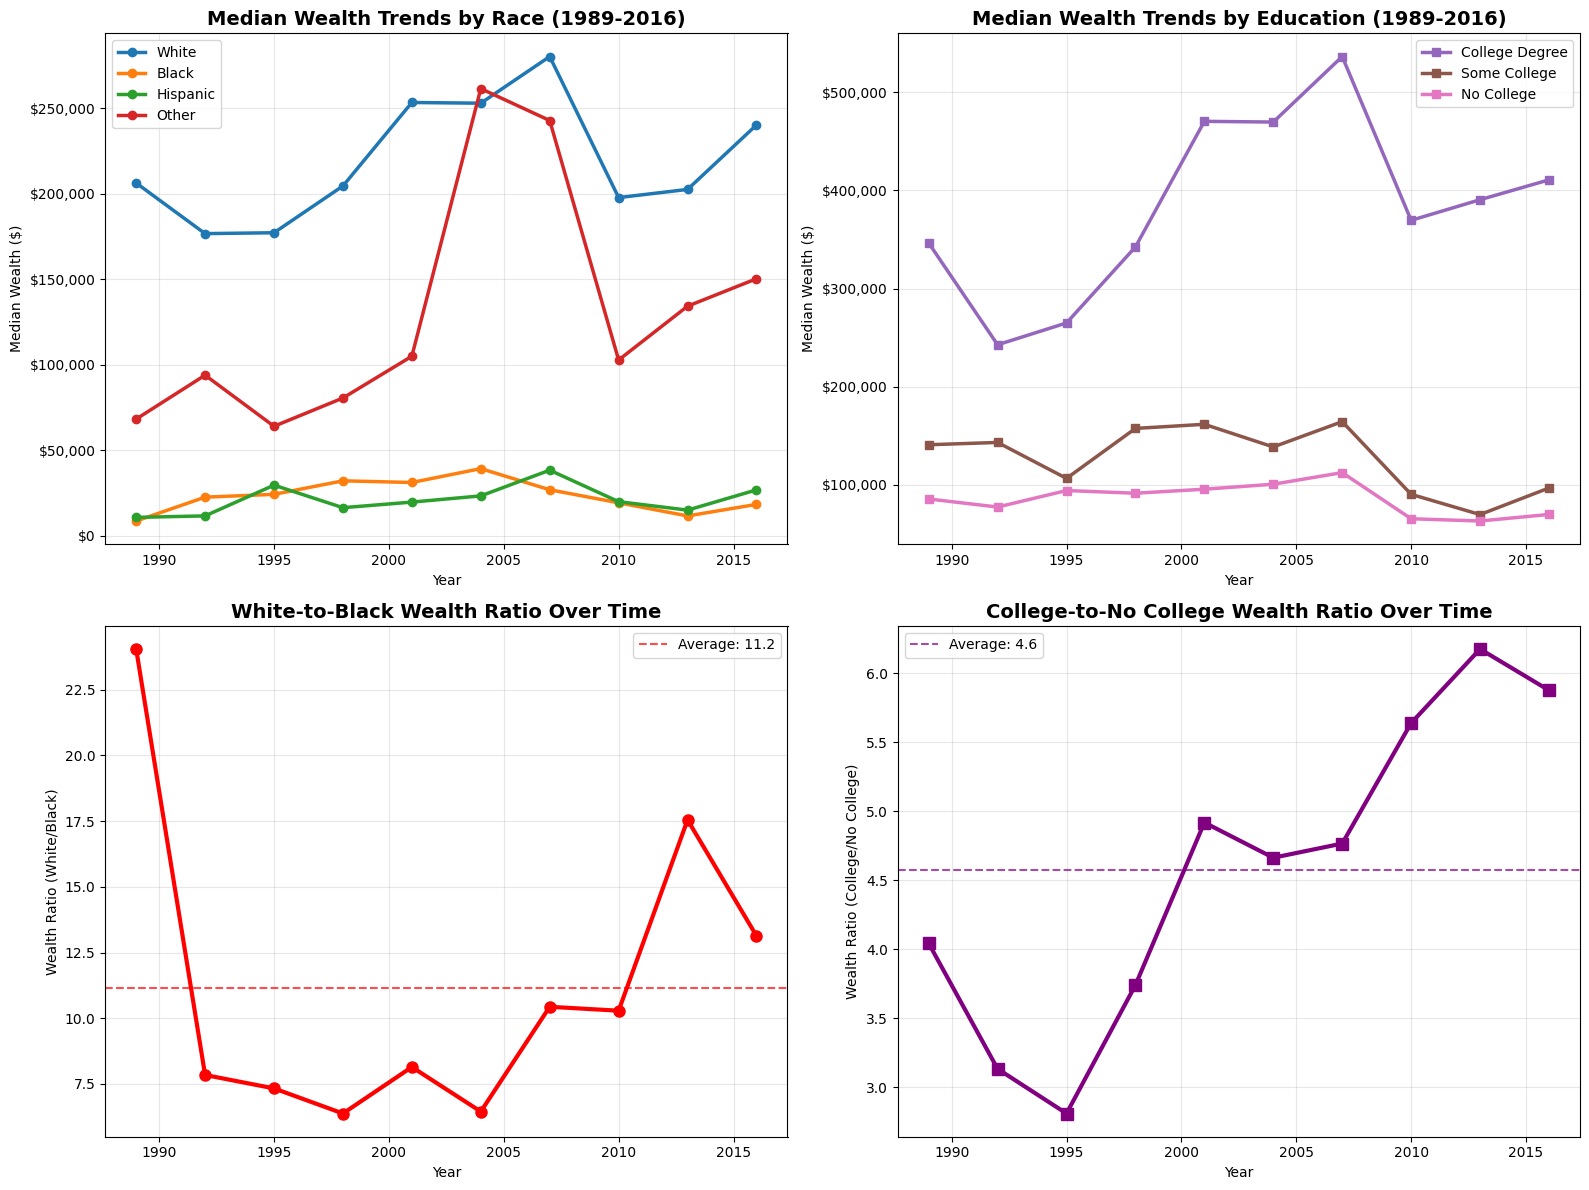 Median Wealth Trends by Race (1989-2016)
White
Black
Hispanic
Other
Median Wealth ($)
$250,000
$200,000
$150,000
$100,000
$50,000
$0
1990 1995 2000 2005 2010 2015
Year
Median Wealth Trends by Education (1989-2016)
College Degree
Some College
No College
Median Wealth ($)
$500,000
$400,000
$300,000
$200,000
$100,000
1990 1995 2000 2005 2010 2015
Year
White-to-Black Wealth Ratio Over Time
Average: 11.2
Wealth Ratio (White/Black)
22.5
20.0
17.5
15.0
12.5
10.0
7.5
1990 1995 2000 2005 2010 2015
Year
College-to-No College Wealth Ratio Over Time
Average: 4.6
Wealth Ratio (College/No College)
6.0
5.5
5.0
4.5
4.0
3.5
3.0
1990 1995 2000 2005 2010 2015
Year